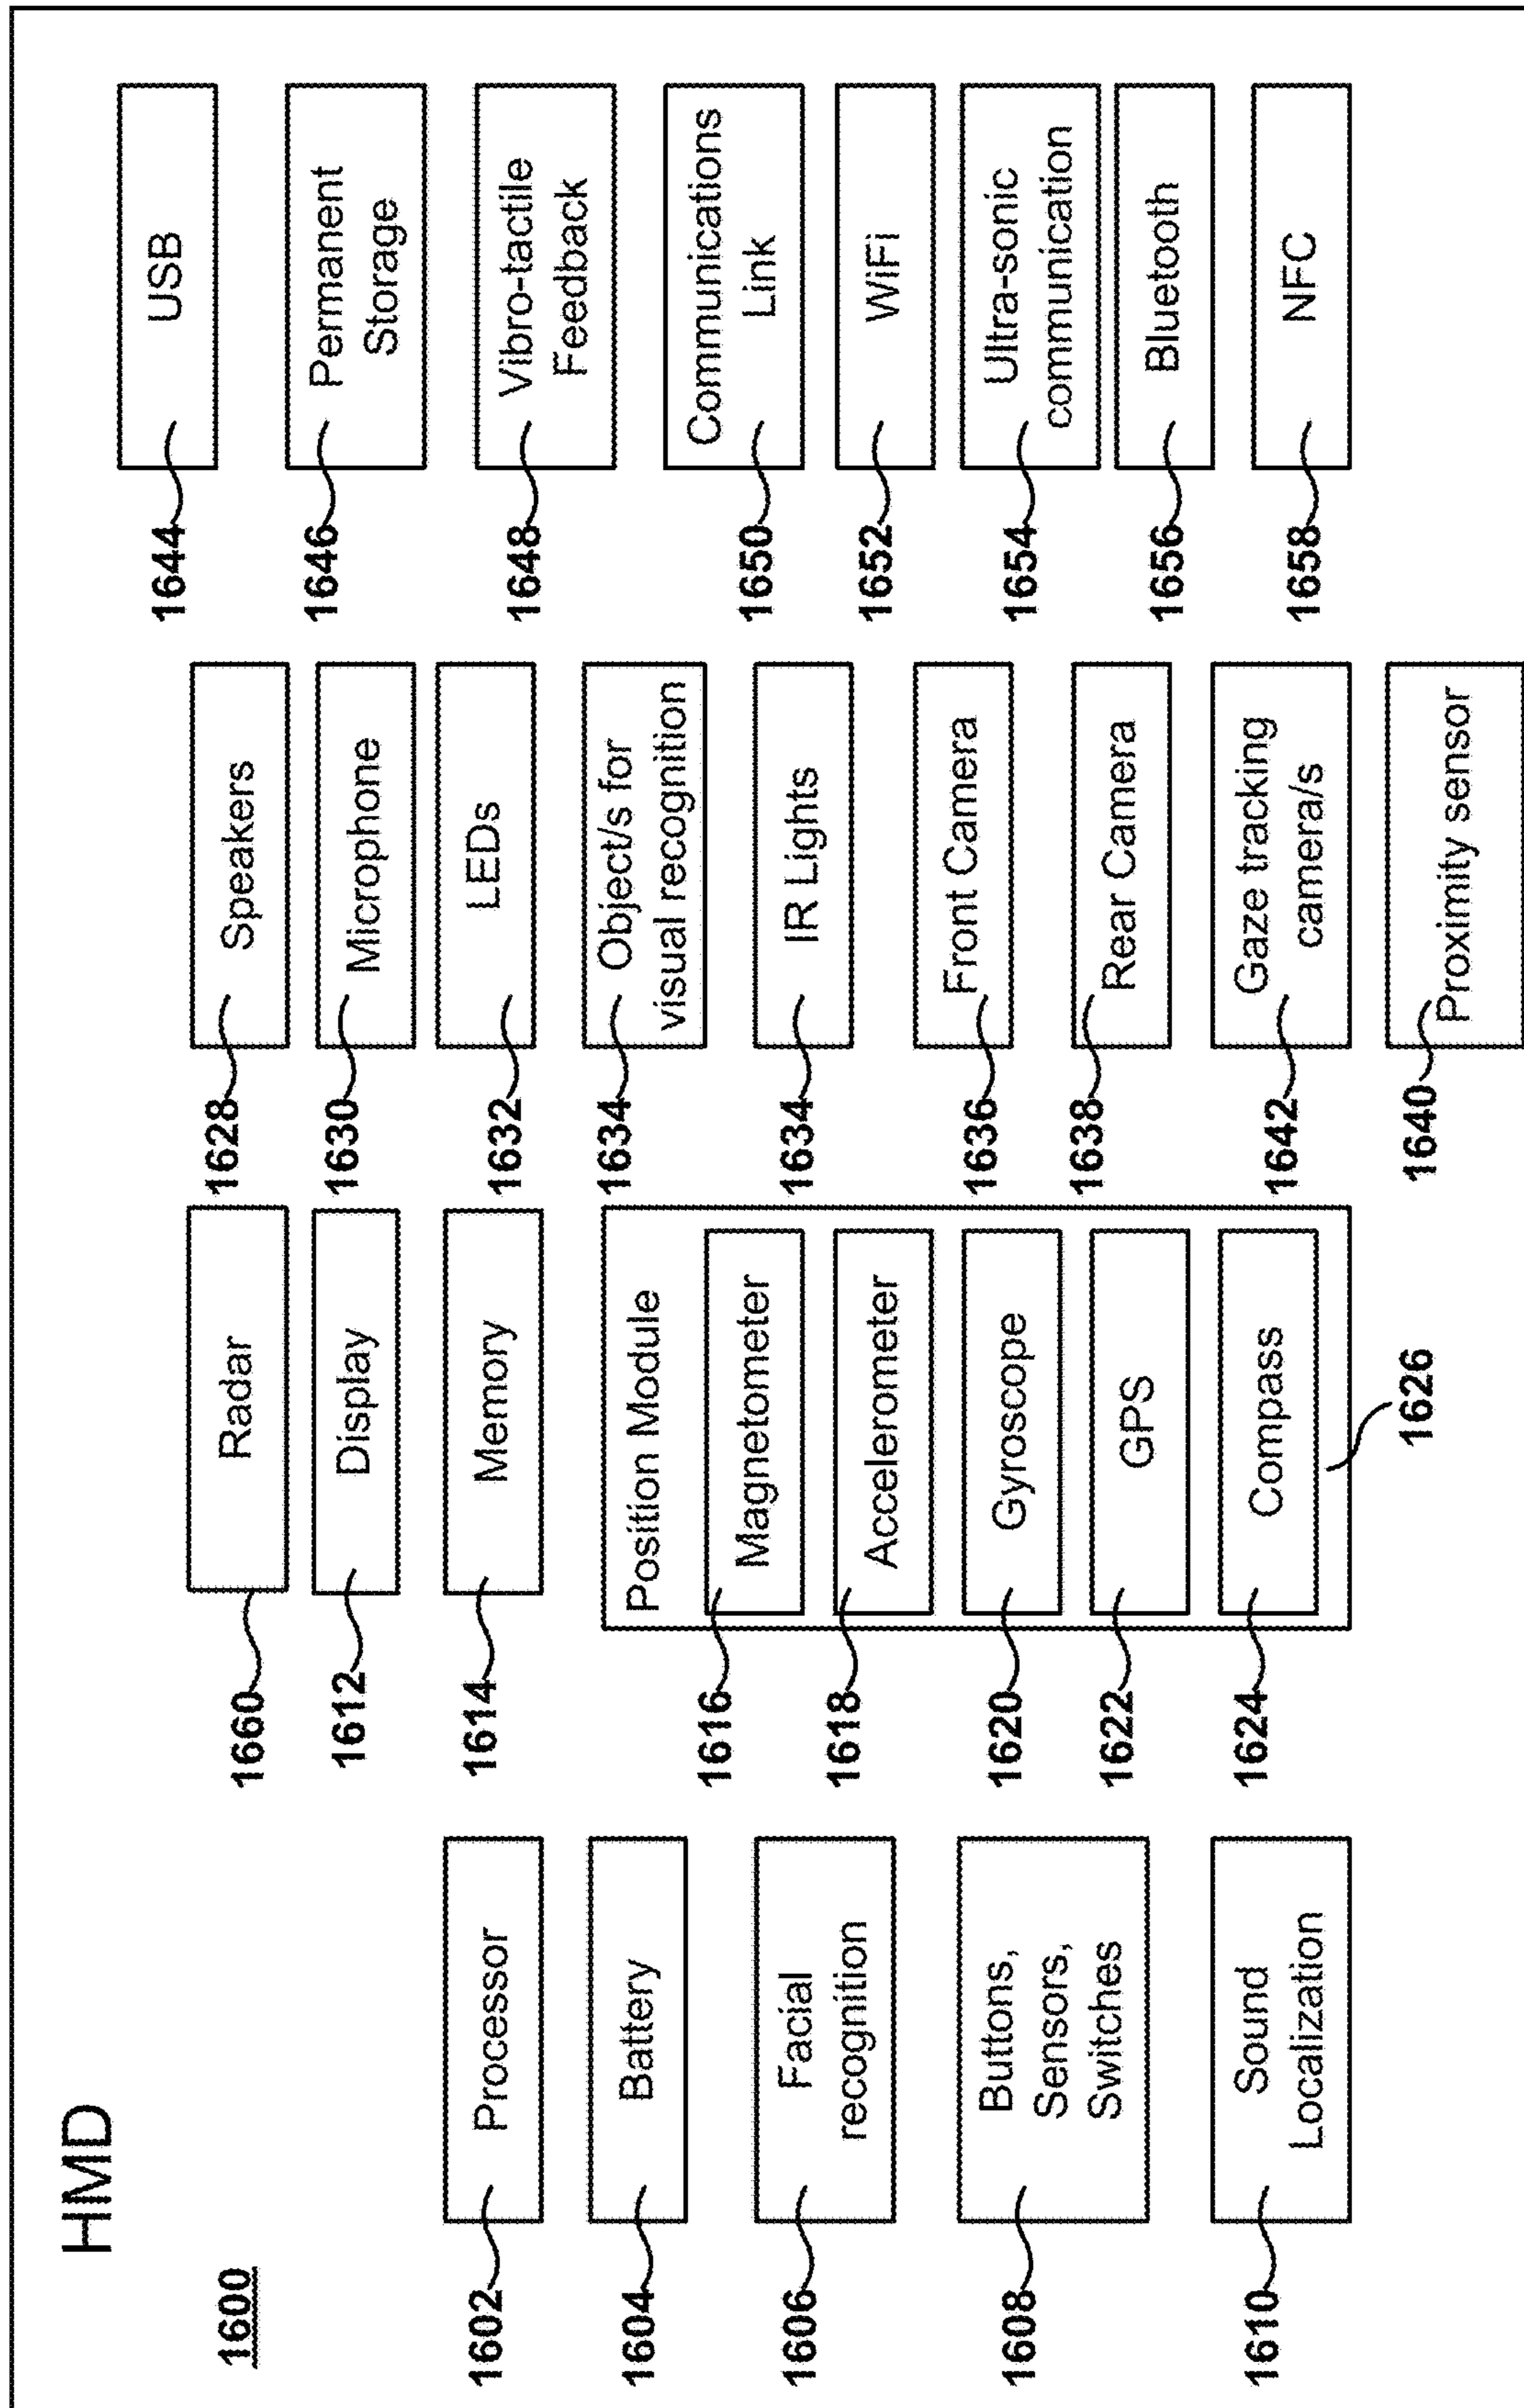 HMD
1600
1602
Processor
1604
Battery
1606
Facial
recognition
1608
Buttons,
Sensors,
Switches
1610
Sound
Localization
1660
Radar
1612
Display
1614
Memory
Position Module
1616
Magnetometer
1618
Accelerometer
1620
Gyroscope
1622
GPS
1624
Compass
1626
1628
Speakers
1630
Microphone
1632
LEDs
1634
Object/s for
visual recognition
1634
IR Lights
1636
Front Camera
1638
Rear Camera
1642
Gaze tracking
camera/s
1640
Proximity sensor
1644
USB
1646
Permanent
Storage
1648
Vibro-tactile
Feedback
1650
Communications
Link
1652
WiFi
1654
Ultra-sonic
communication
1656
Bluetooth
1658
NFC